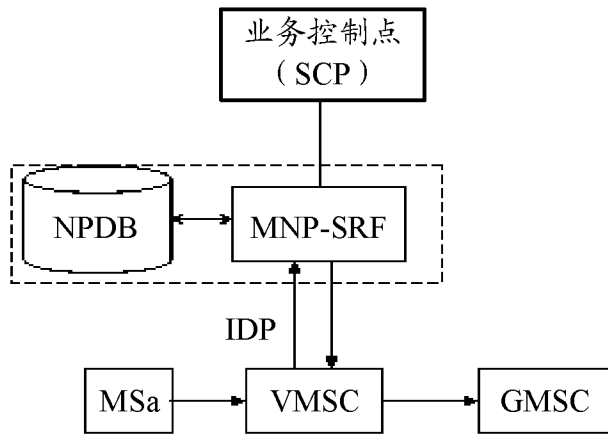 业务控制点
（SCP）
NPDB
MNP-SRF
IDP
MSa
VMSC
GMSC